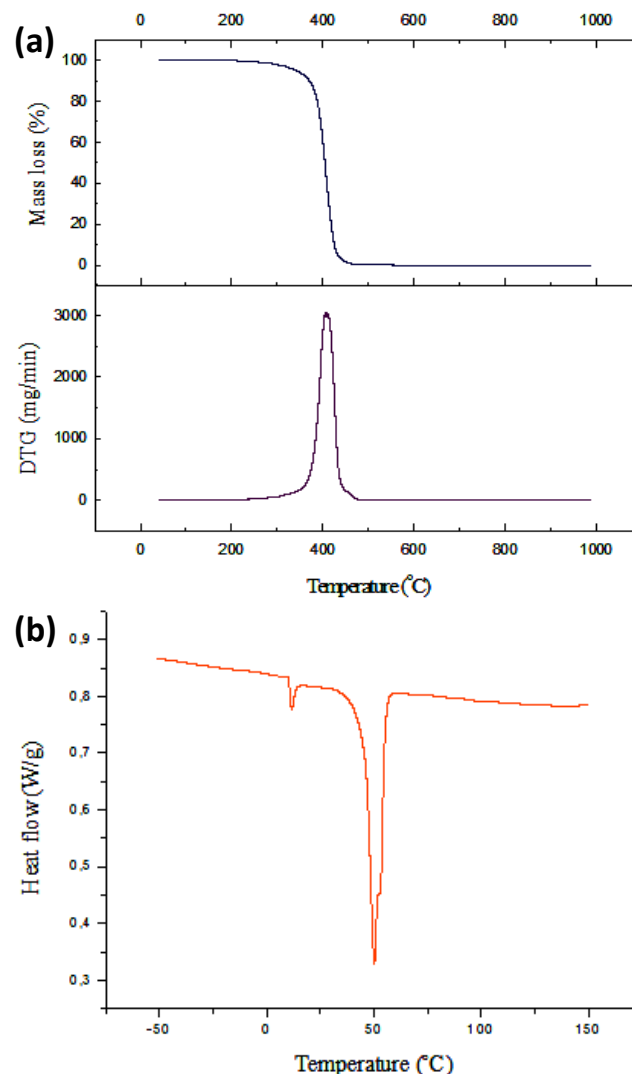 0 200 400 600 800 1000
(a)
100
80
60
40
20
0
Mass loss (%)
3000
2000
1000
0
DTG (mg/min)
0 200 400 600 800 1000
Temperature (°C)
(b)
0,9
0,8
0,7
0,6
0,5
0,4
0,3
Heat flow (W/g)
-50 0 50 100 150
Temperature (°C)